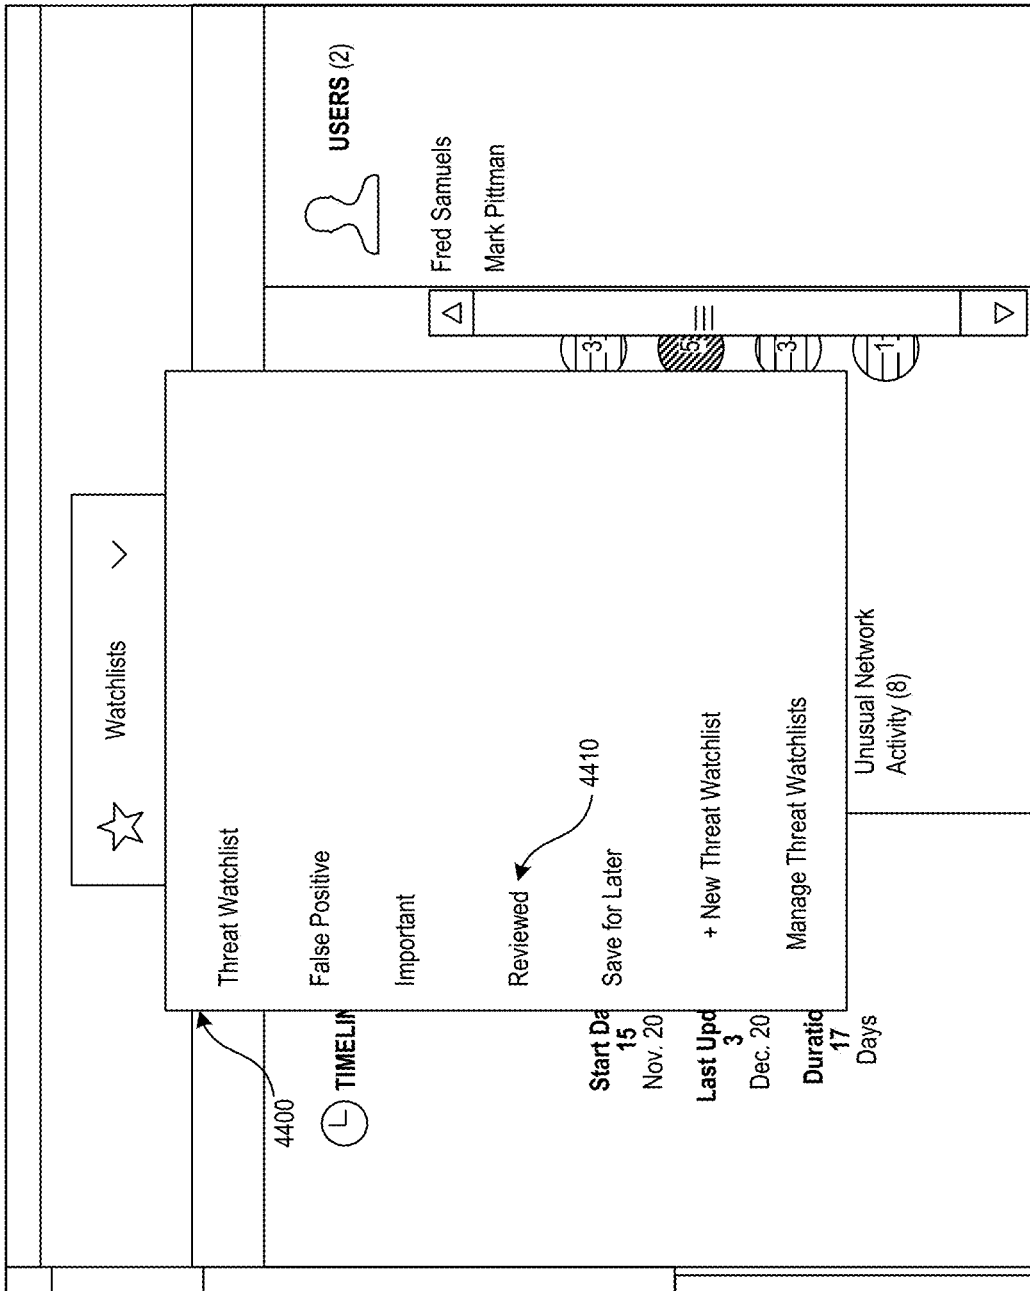 Watchlists
4400
Threat Watchlist
False Positive
Important
Reviewed
4410
Save for Later
+ New Threat Watchlist
Manage Threat Watchlists
TIMELIN
Start Da
15
Nov. 20
Last Upd
3
Dec. 20
Duratio
17
Days
Unusual Network
Activity (8)
3
5
3
1
USERS (2)
Fred Samuels
Mark Pittman